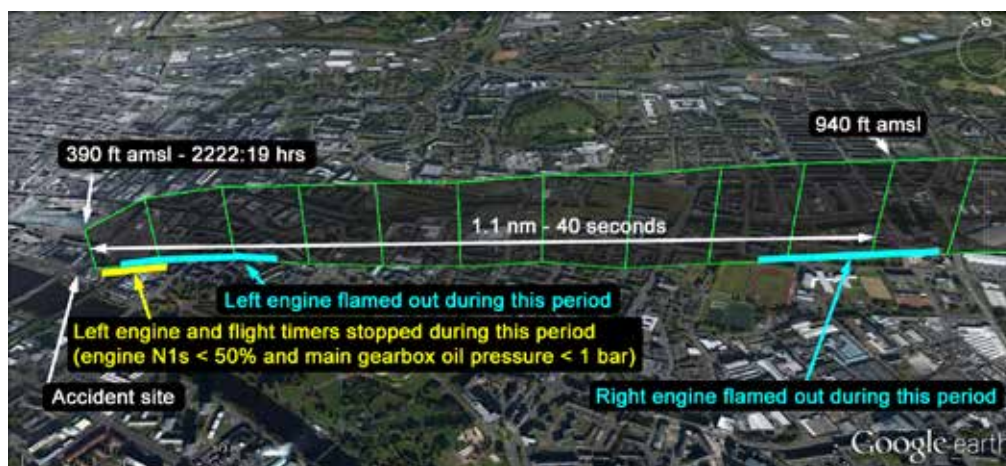 940 ft amsl
390 ft amsl - 2222:19 hrs
1.1 nm - 40 seconds
Left engine flamed out during this period
Left engine and flight timers stopped during this period
(engine N1s < 50% and main gearbox oil pressure < 1 bar)
Accident site
Right engine flamed out during this period
Google earth